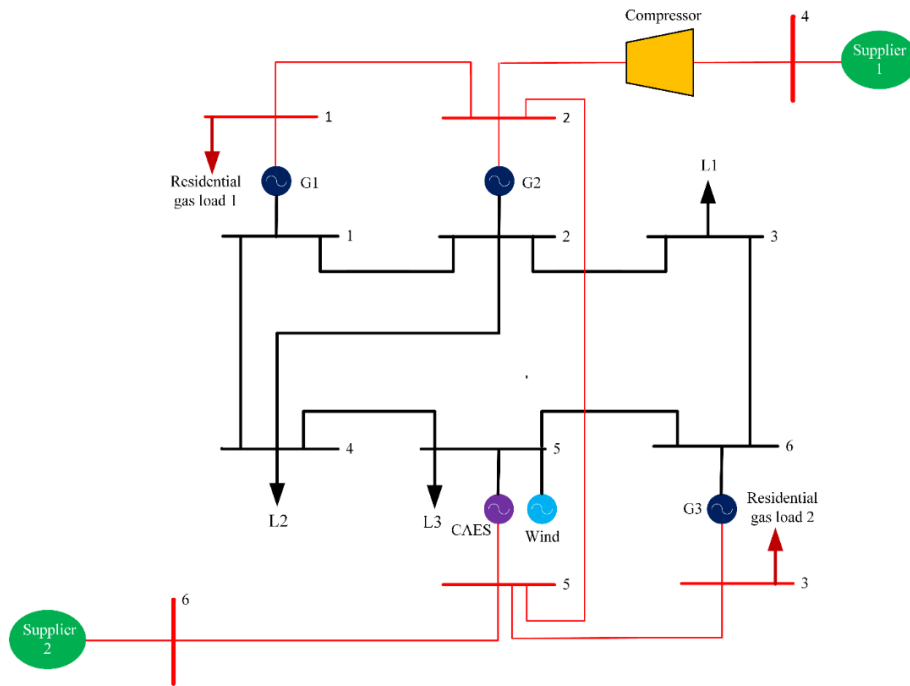 Compressor
4
Supplier
1
1
2
Residential
gas load 1
G1
G2
L1
1
2
3
4
5
6
L2
L3
CAES
Wind
G3
Residential
gas load 2
5
3
6
Supplier
2